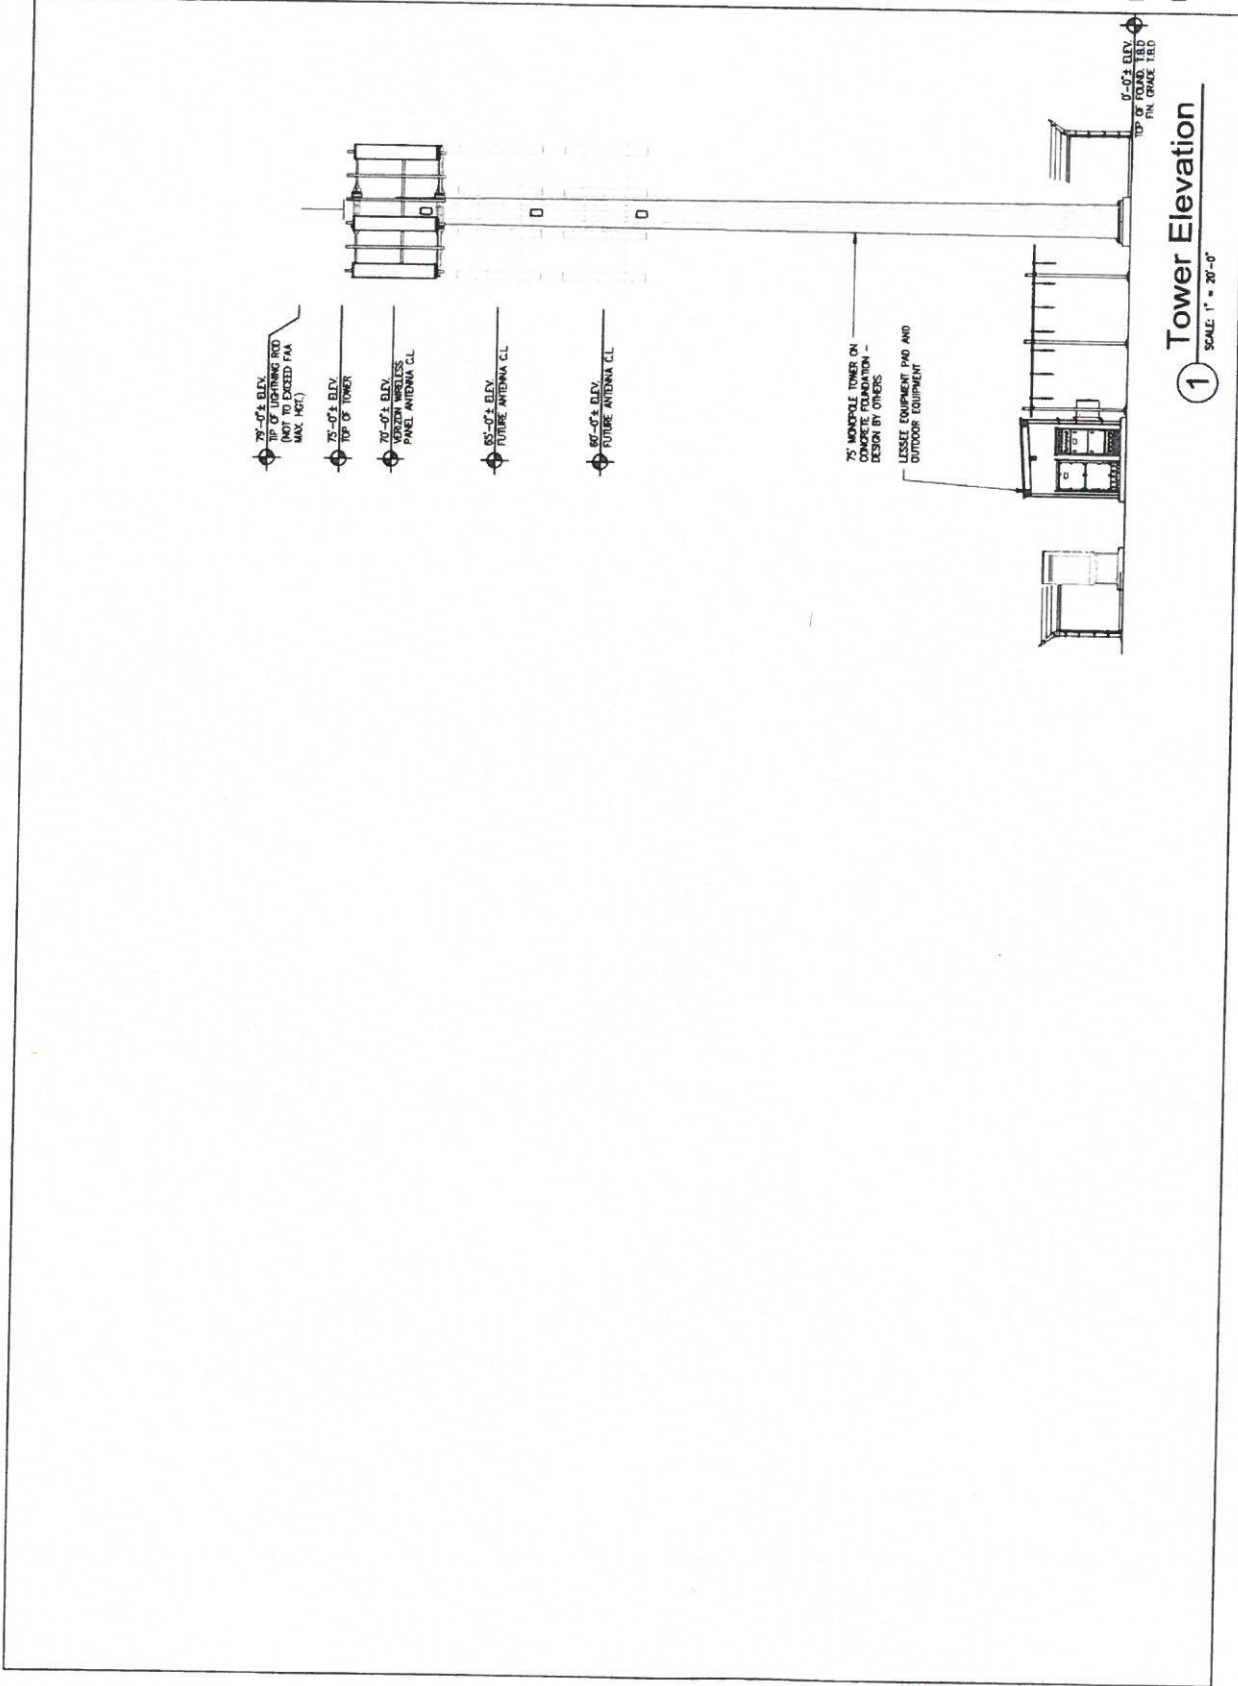 79'-0"± ELEV.
TIP OF LIGHTNING ROD
(NOT TO EXCEED FAA
MAX. HGT.)
75'-0"± ELEV.
TOP OF TOWER
70'-0"± ELEV.
VERIZON WIRELESS
PANEL ANTENNA C.L.
65'-0"± ELEV.
FUTURE ANTENNA C.L.
60'-0"± ELEV.
FUTURE ANTENNA C.L.
75' MONOPOLE TOWER ON
CONCRETE FOUNDATION -
DESIGN BY OTHERS
LESSEE EQUIPMENT PAD AND
OUTDOOR EQUIPMENT
0'-0"± ELEV.
TOP OF FOUND. T.B.D
FIN. GRADE T.B.D
1 Tower Elevation
SCALE: 1" = 20'-0"